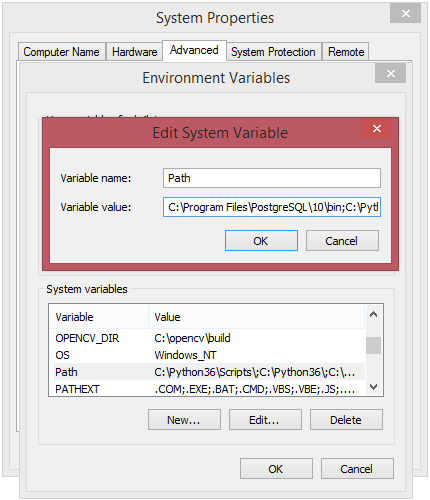 System Properties
Computer Name Hardware Advanced System Protection Remote
Environment Variables
Edit System Variable
Variable name: Path
Variable value: C:\Program Files\PostgreSQL\10\bin;C:\Pytl
OK Cancel
System variables
Variable Value
OPENCV_DIR C:\opencv\build
OS Windows_NT
Path C:\Python36\Scripts\;C:\Python36\;C:\...
PATHEXT .COM;.EXE;.BAT;.CMD;.VBS;.VBE;.JS;....
New... Edit... Delete
OK Cancel